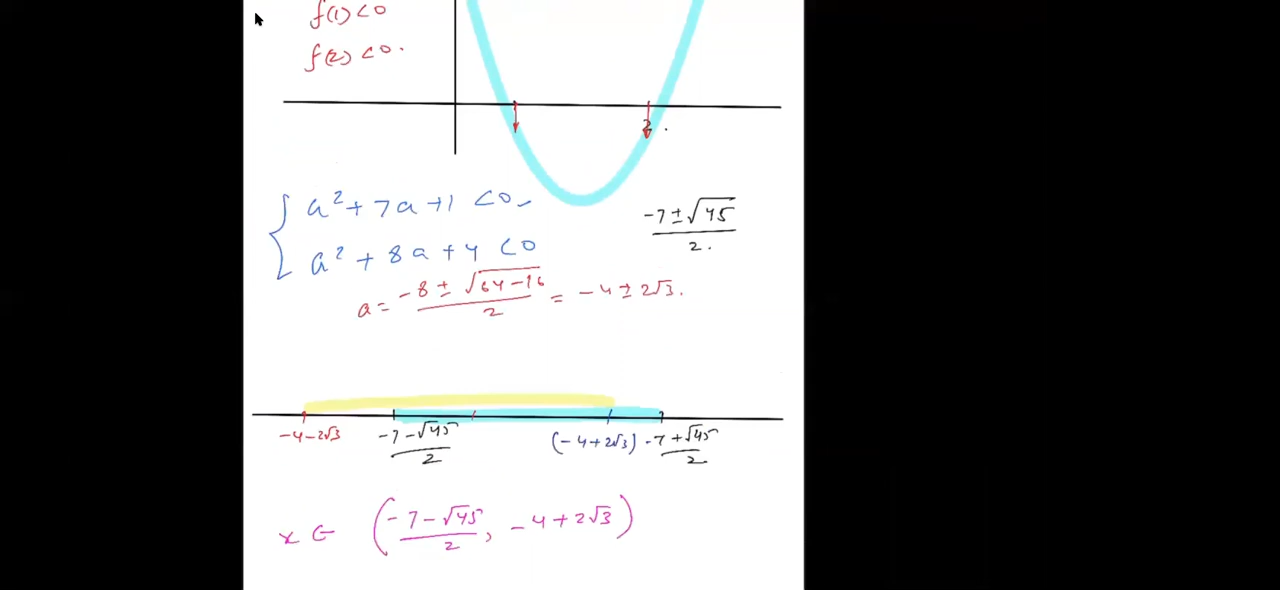 f(1) <0
f(2) <0.
2.
a² + 7a +1 <0
-7 ± √45 / 2.
a² + 8a + 4 <0
a = -8 ± √64-16 / 2 = -4 ± 2√3.
-4-2√3 -7-√45 / 2 (-4+2√3) -7+√45 / 2
x ∈ (-7-√45 / 2, -4+2√3)